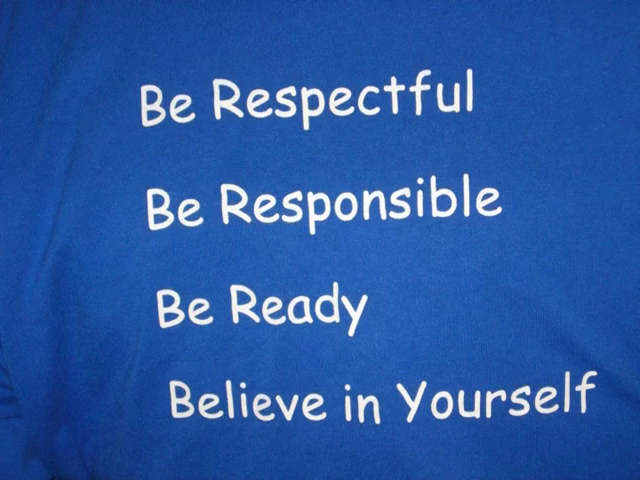 Be Respectful
Be Responsible
Be Ready
Believe in Yourself